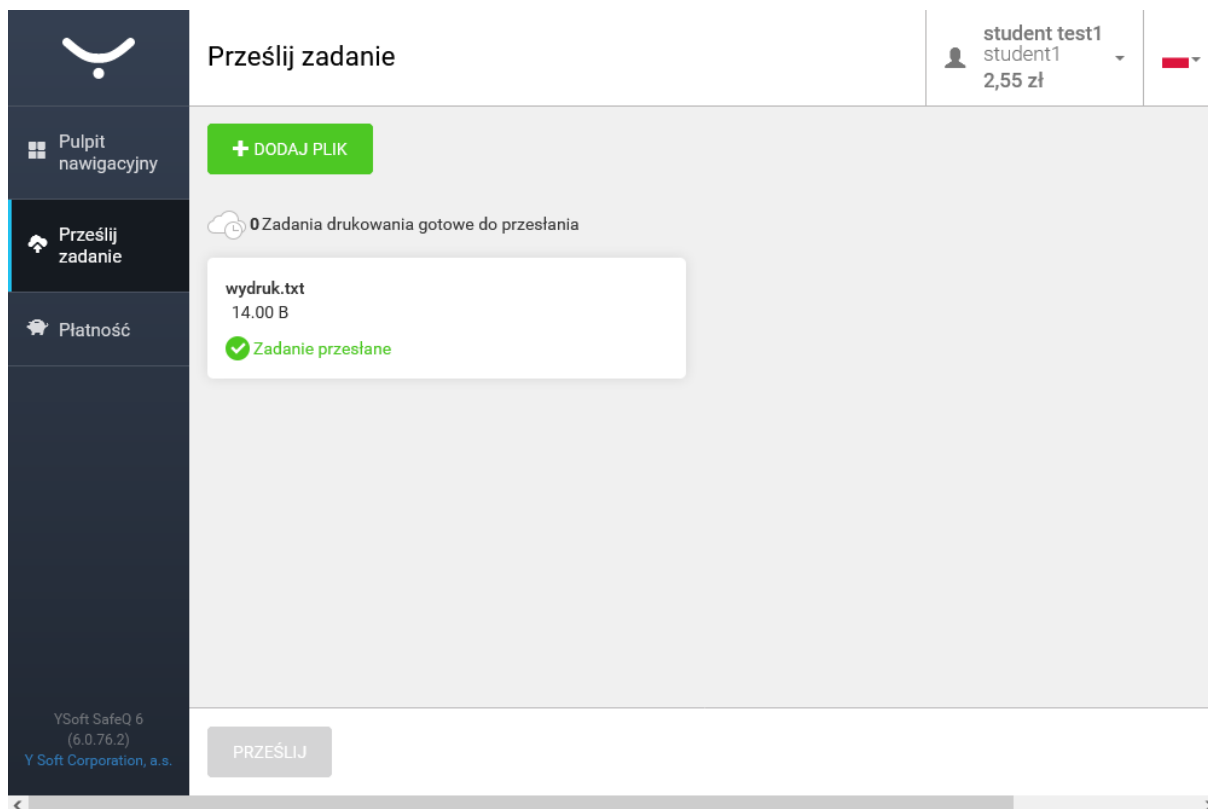 Prześlij zadanie
student test1
student1
2,55 zł
Pulpit
nawigacyjny
Prześlij
zadanie
Płatność
DODAJ PLIK
0 Zadania drukowania gotowe do przesłania
wydruk.txt
14.00 B
Zadanie przesłane
YSoft SafeQ 6
(6.0.76.2)
Y Soft Corporation, a.s.
PRZEŚLIJ